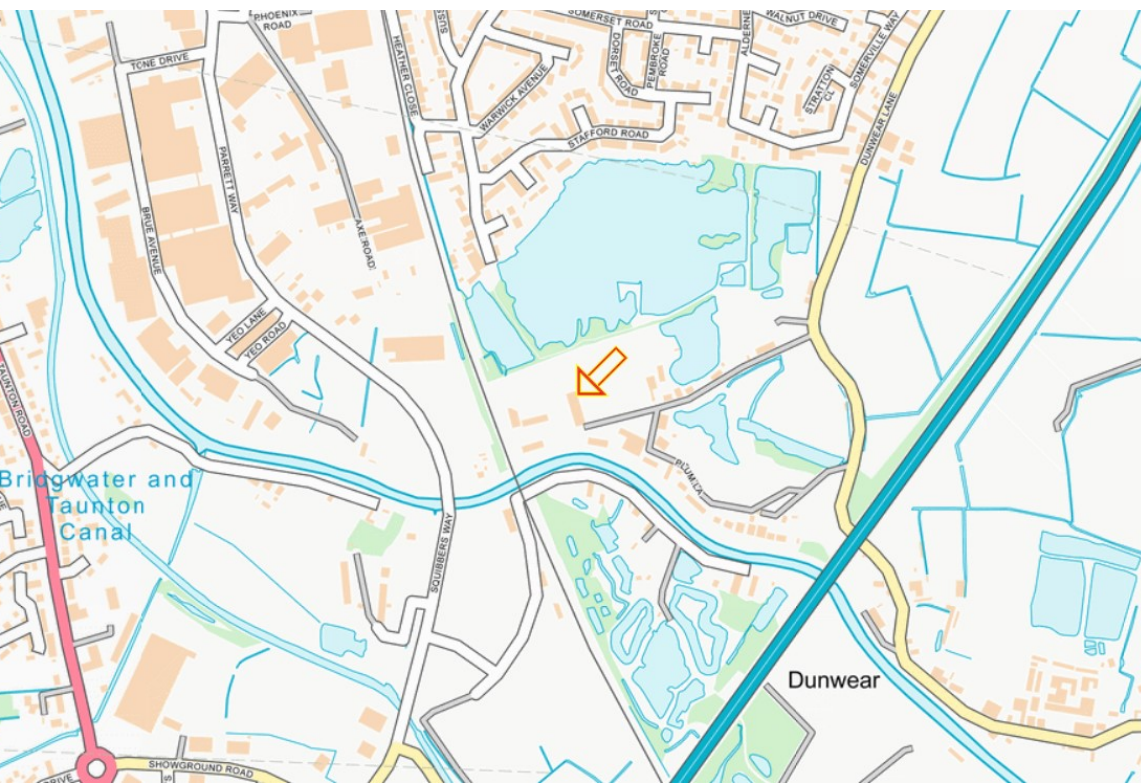 PHOENIX
ROAD
SOMERSET ROAD
WALNUT DRIVE
TONE DRIVE
HEATHER CLOSE
DORSET ROAD
PEMBROKE
ROAD
STRATTON
CL
SOMERVILLE WAY
WARWICK AVENUE
STAFFORD ROAD
DUNWEAR LANE
PARRETT WAY
BRUE AVENUE
AXE ROAD
YEO LANE
YEO ROAD
TAUNTON ROAD
PLUM LA
Bridgwater and
Taunton
Canal
SQUIBBERS WAY
Dunwear
SHOWGROUND ROAD
DRIVE